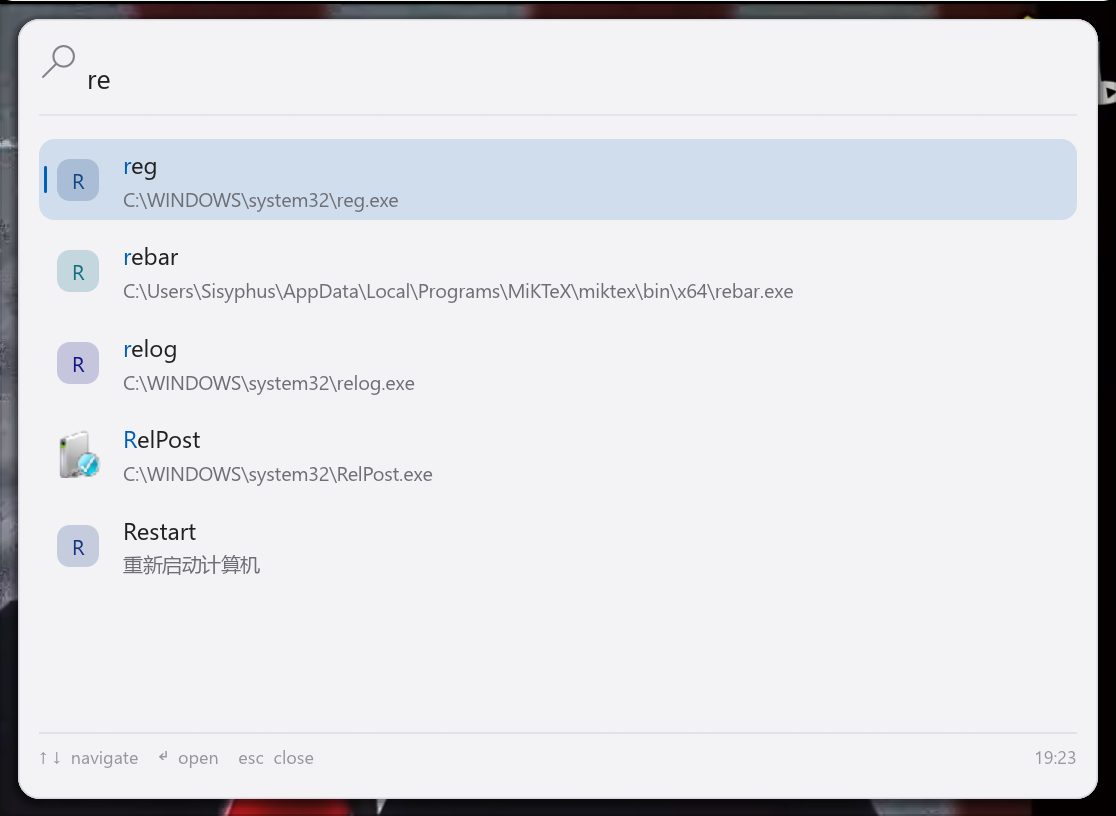 re
R
reg
C:\WINDOWS\system32\reg.exe
R
rebar
C:\Users\Sisyphus\AppData\Local\Programs\MiKTeX\miktex\bin\x64\rebar.exe
R
relog
C:\WINDOWS\system32\relog.exe
RelPost
C:\WINDOWS\system32\RelPost.exe
R
Restart
重新启动计算机
↑↓ navigate ↵ open esc close 19:23